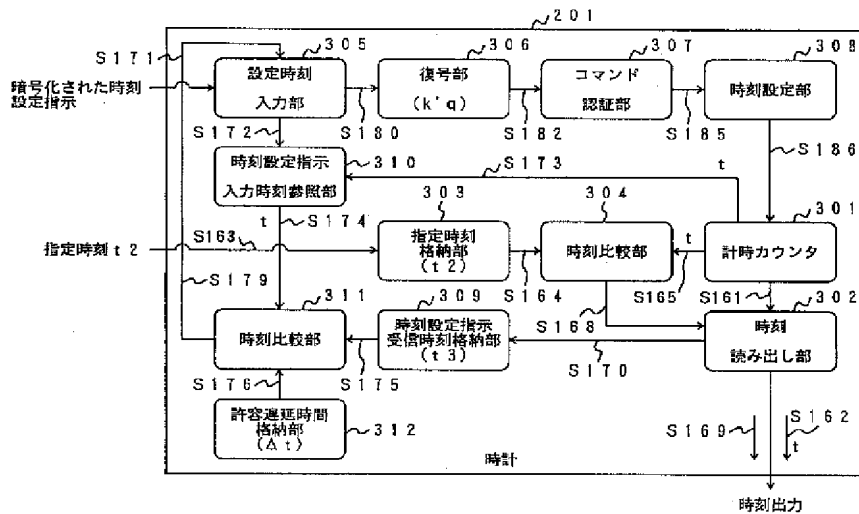 201
S171
305
306
307
308
暗号化された時刻
設定指示
設定時刻
入力部
復号部
(k'q)
コマンド
認証部
時刻設定部
S172
S180
S182
S185
S186
時刻設定指示
入力時刻参照部
310
S173
t
303
304
301
t
S174
指定時刻t2
S163
指定時刻
格納部
(t2)
時刻比較部
t
計時カウンタ
S179
S164
S165
S161
311
309
S168
302
時刻比較部
時刻設定指示
受信時刻格納部
(t3)
時刻
読み出し部
S176
S175
S170
許容遅延時間
格納部
(Δt)
312
S169
S162
t
時計
時刻出力